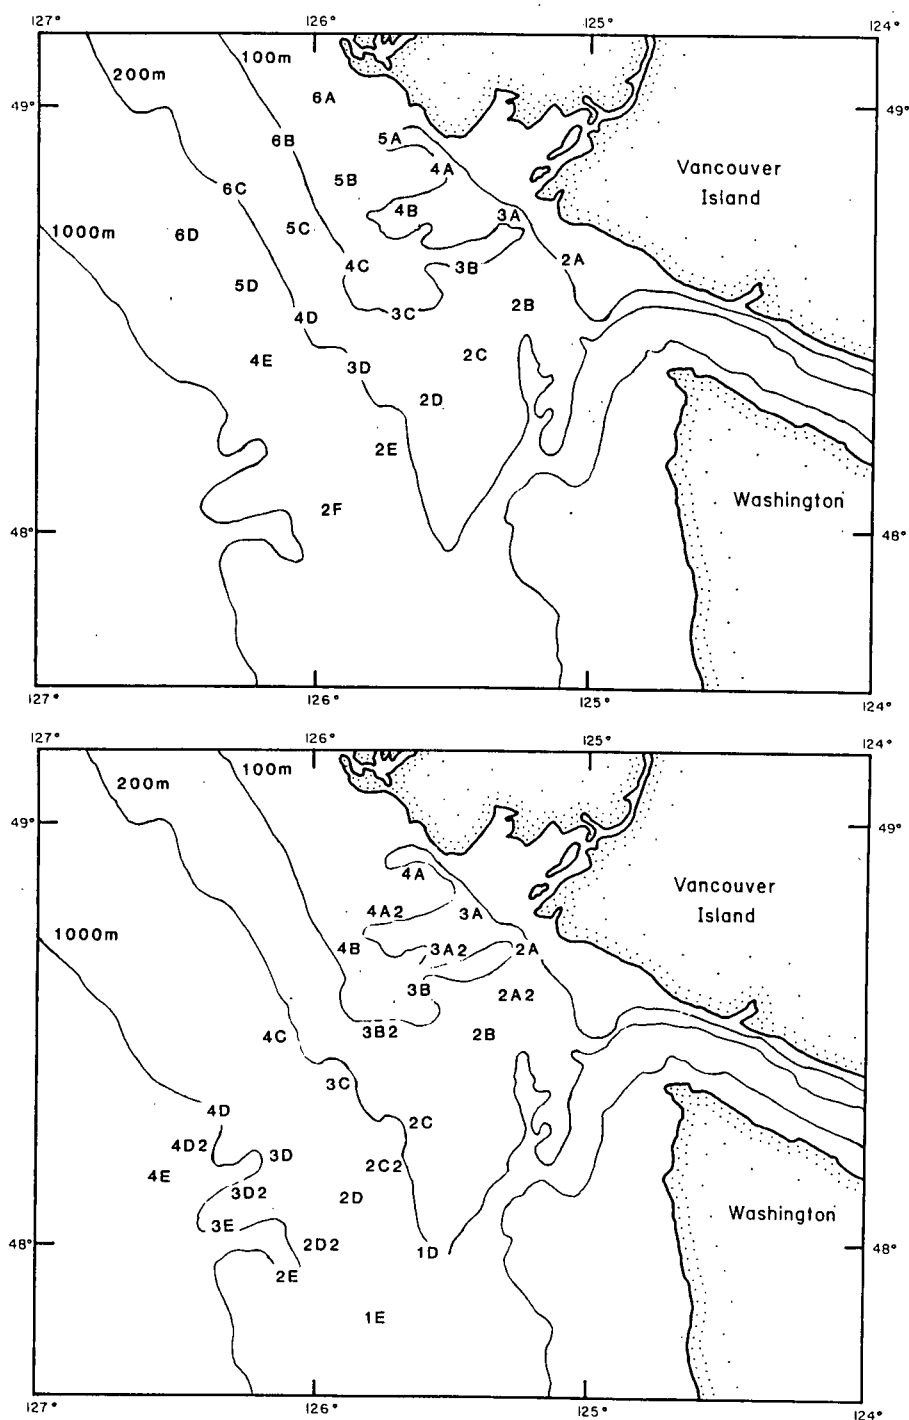 127° 126° 125° 124°
100m
200m
49° 6A 49°
6B 5A
Vancouver
4A
5B
6C Island
4B 3A
1000m 6D 5C
4C 3B 2A
5D
2B
4D 3C
4E 3D 2C
2D
2E
Washington
2F
48° 48°
127° 126° 125° 124°
127° 126° 125° 124°
100m
200m
49° 49°
4A
Vancouver
4A2 3A Island
1000m 4B 3A2 2A
3B 2A2
4C 3B2 2B
3C
4D 2C
4D2 3D
4E 2C2
3D2 2D
3E Washington
48° 2D2 1D 48°
2E
1E
127° 126° 125° 124°